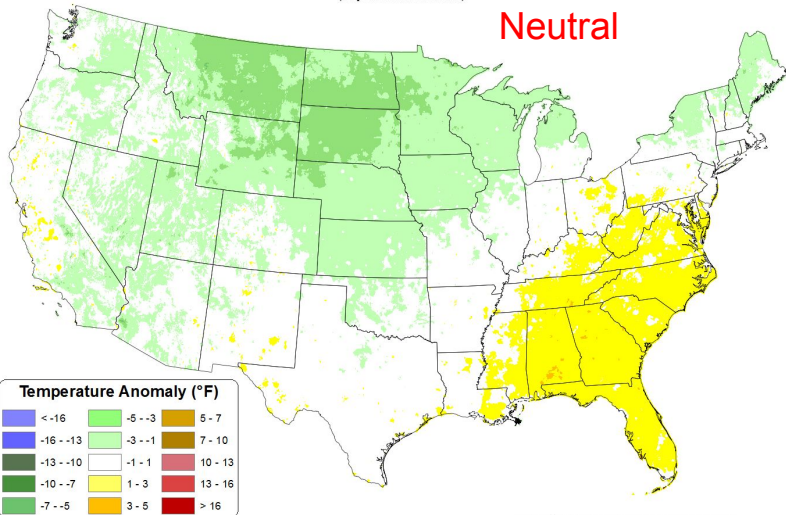 Neutral
Temperature Anomaly (°F)
< -16 -5 - -3 5 - 7
-16 - -13 -3 - -1 7 - 10
-13 - -10 -1 - 1 10 - 13
-10 - -7 1 - 3 13 - 16
-7 - -5 3 - 5 > 16